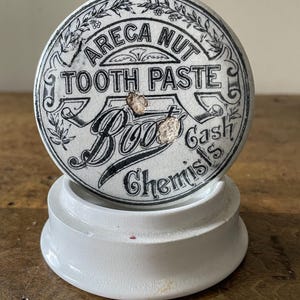 ARECA NUT
TOOTH PASTE
Boots
Cash
Chemists